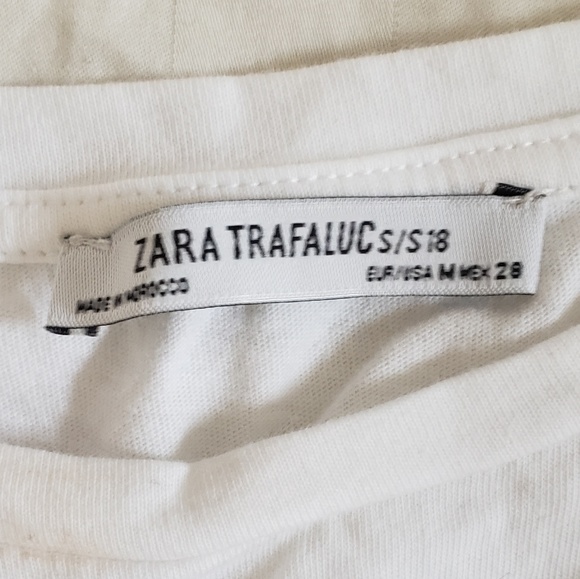 ZARA TRAFALUC S/S18
MADE IN MOROCCO
EUR/USA M MEX 28